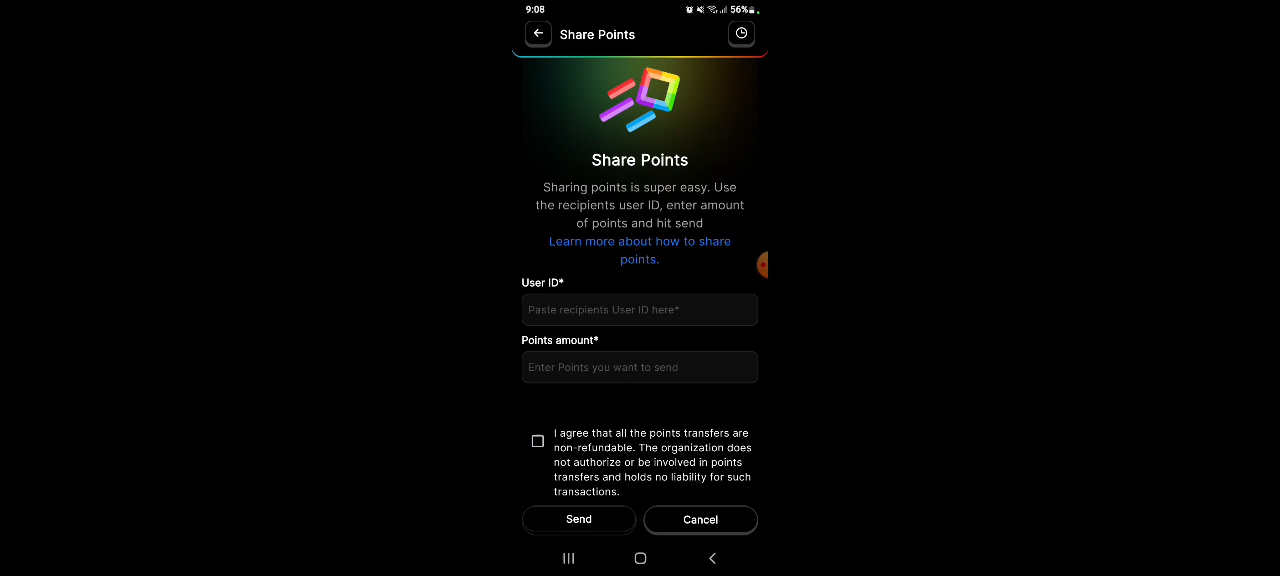 9:08
56%
Share Points
Share Points
Sharing points is super easy. Use
the recipients user ID, enter amount
of points and hit send
Learn more about how to share
points.
User ID*
Paste recipients User ID here*
Points amount*
Enter Points you want to send
I agree that all the points transfers are
non-refundable. The organization does
not authorize or be involved in points
transfers and holds no liability for such
transactions.
Send
Cancel